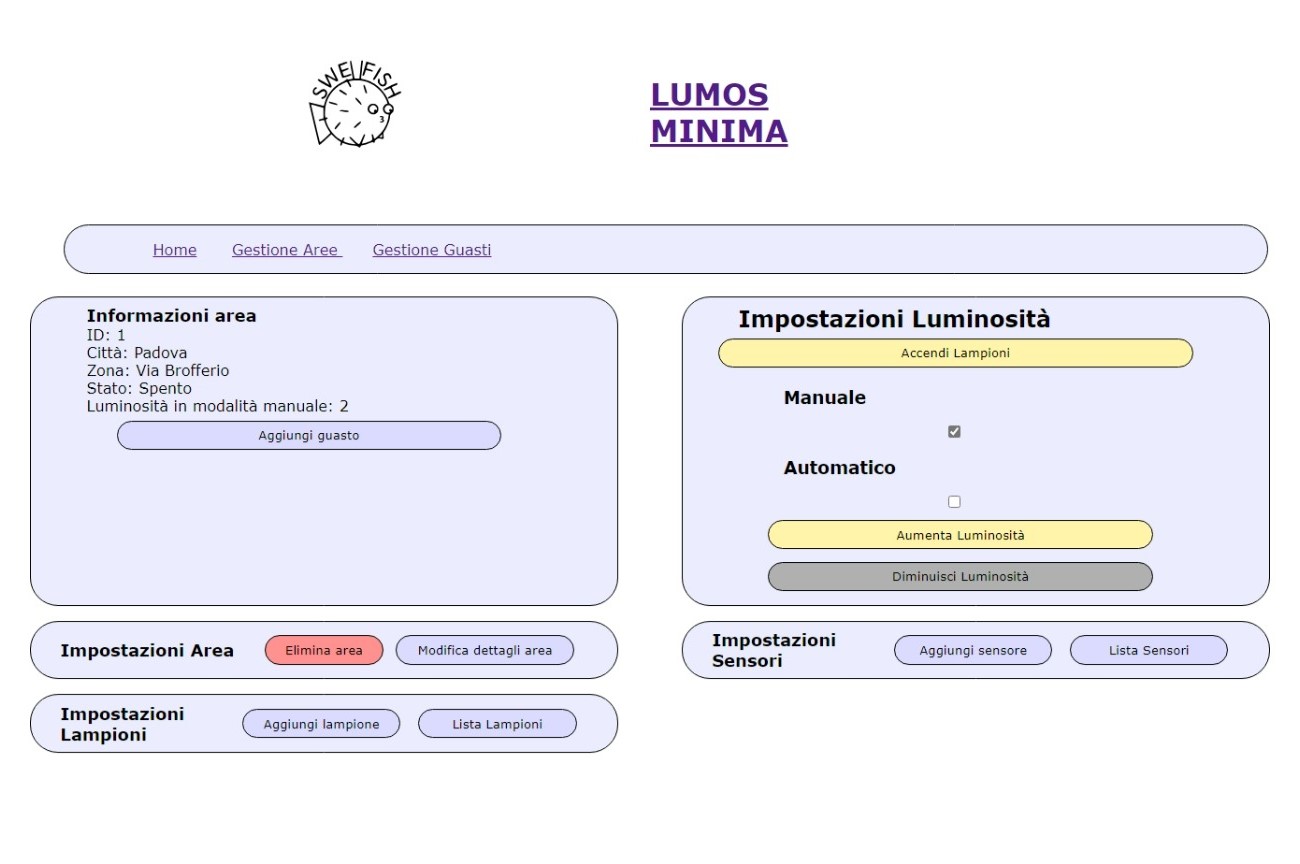 SWELLFISH
LUMOS
MINIMA
Home Gestione Aree Gestione Guasti
Informazioni area
ID: 1
Città: Padova
Zona: Via Brofferio
Stato: Spento
Luminosità in modalità manuale: 2
Aggiungi guasto
Impostazioni Luminosità
Accendi Lampioni
Manuale
Automatico
Aumenta Luminosità
Diminuisci Luminosità
Impostazioni Area
Elimina area
Modifica dettagli area
Impostazioni
Sensori
Aggiungi sensore
Lista Sensori
Impostazioni
Lampioni
Aggiungi lampione
Lista Lampioni